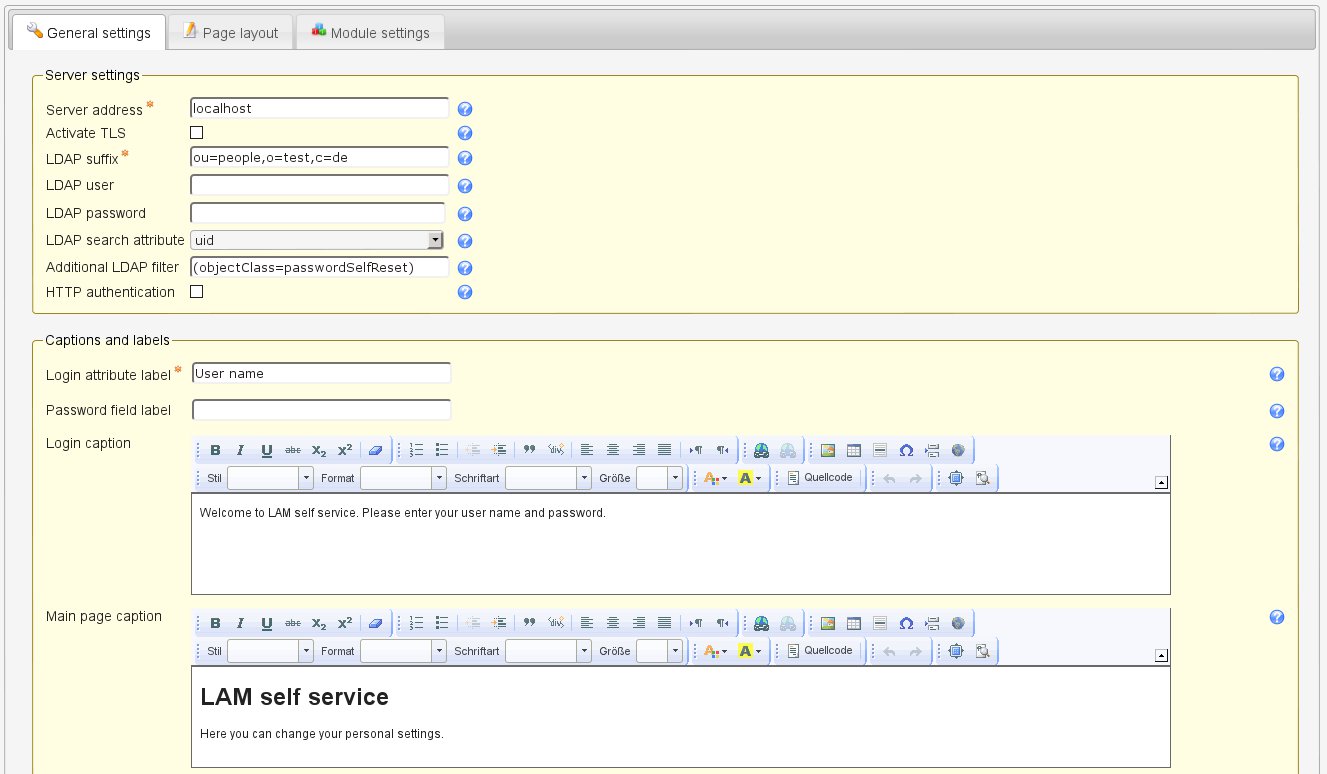 General settings Page layout Module settings
Server settings
Server address * localhost
Activate TLS
LDAP suffix * ou=people,o=test,c=de
LDAP user
LDAP password
LDAP search attribute uid
Additional LDAP filter (objectClass=passwordSelfReset)
HTTP authentication
Captions and labels
Login attribute label * User name
Password field label
Login caption
B I U abc X₂ X²
Stil Format Schriftart Größe A A Quellcode
Welcome to LAM self service. Please enter your user name and password.
Main page caption
B I U abc X₂ X²
Stil Format Schriftart Größe A A Quellcode
LAM self service
Here you can change your personal settings.